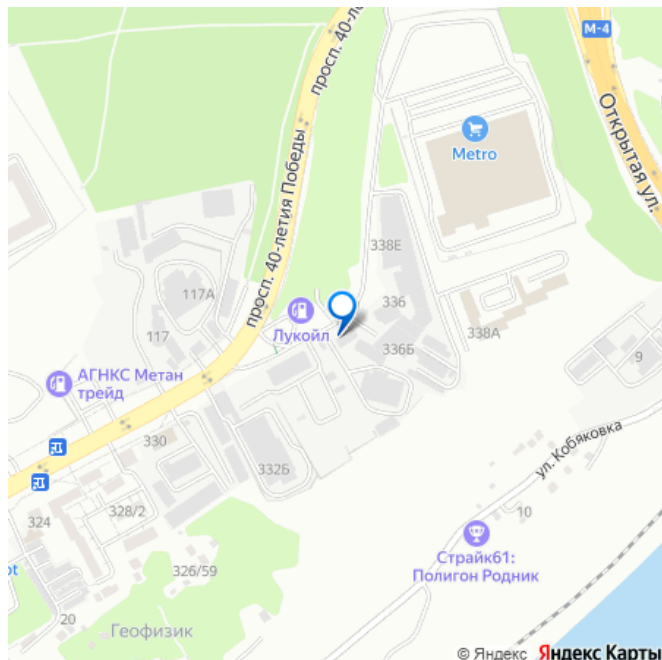 просп. 40-ле
М-4
Открытая ул.
Metro
просп. 40-летия Победы
338Е
117А
336
Лукойл
117
336Б
338А
9
АГНКС Метан
трейд
330
332Б
ул. Кобяковка
328/2
324
10
Страйк61:
Полигон Родник
ot
326/59
20
Геофизик
© Яндекс Яндекс Карты